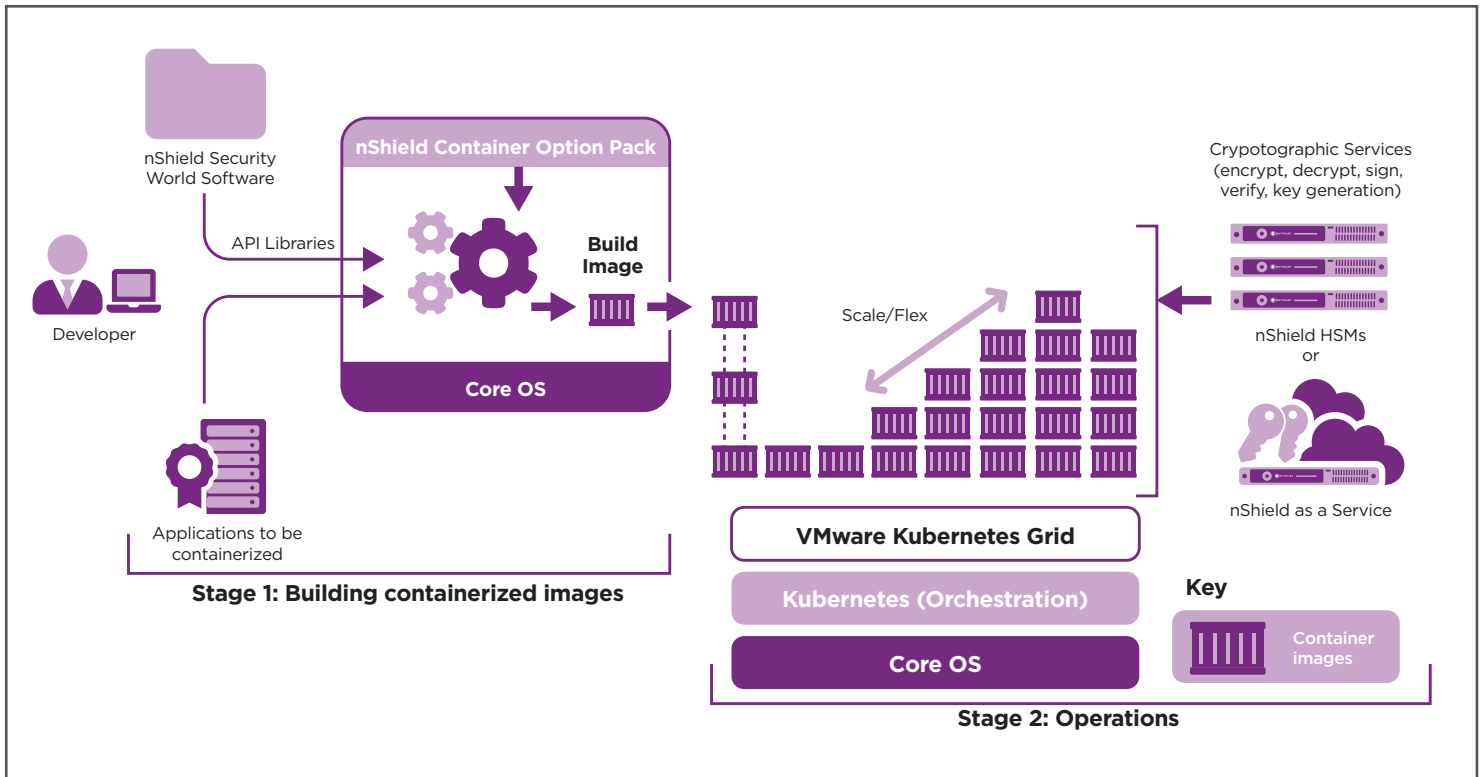 nShield Security
World Software
API Libraries
Developer
Applications to be
containerized
nShield Container Option Pack
Build
Image
Core OS
Stage 1: Building containerized images
Scale/Flex
VMware Kubernetes Grid
Kubernetes (Orchestration)
Core OS
Crypotographic Services
(encrypt, decrypt, sign,
verify, key generation)
nShield HSMs
or
nShield as a Service
Key
Container
images
Stage 2: Operations